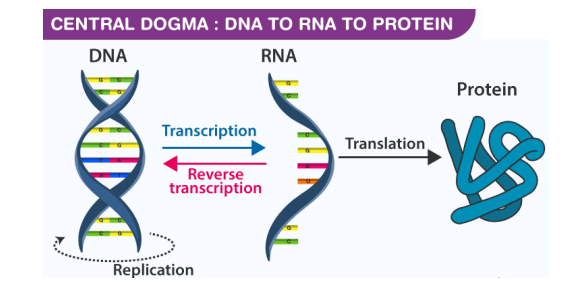 CENTRAL DOGMA : DNA TO RNA TO PROTEIN
DNA
RNA
Protein
Transcription
Reverse
transcription
Translation
Replication
G C
C G
G C
C G
G C
C G
G
C
C
G
G
C